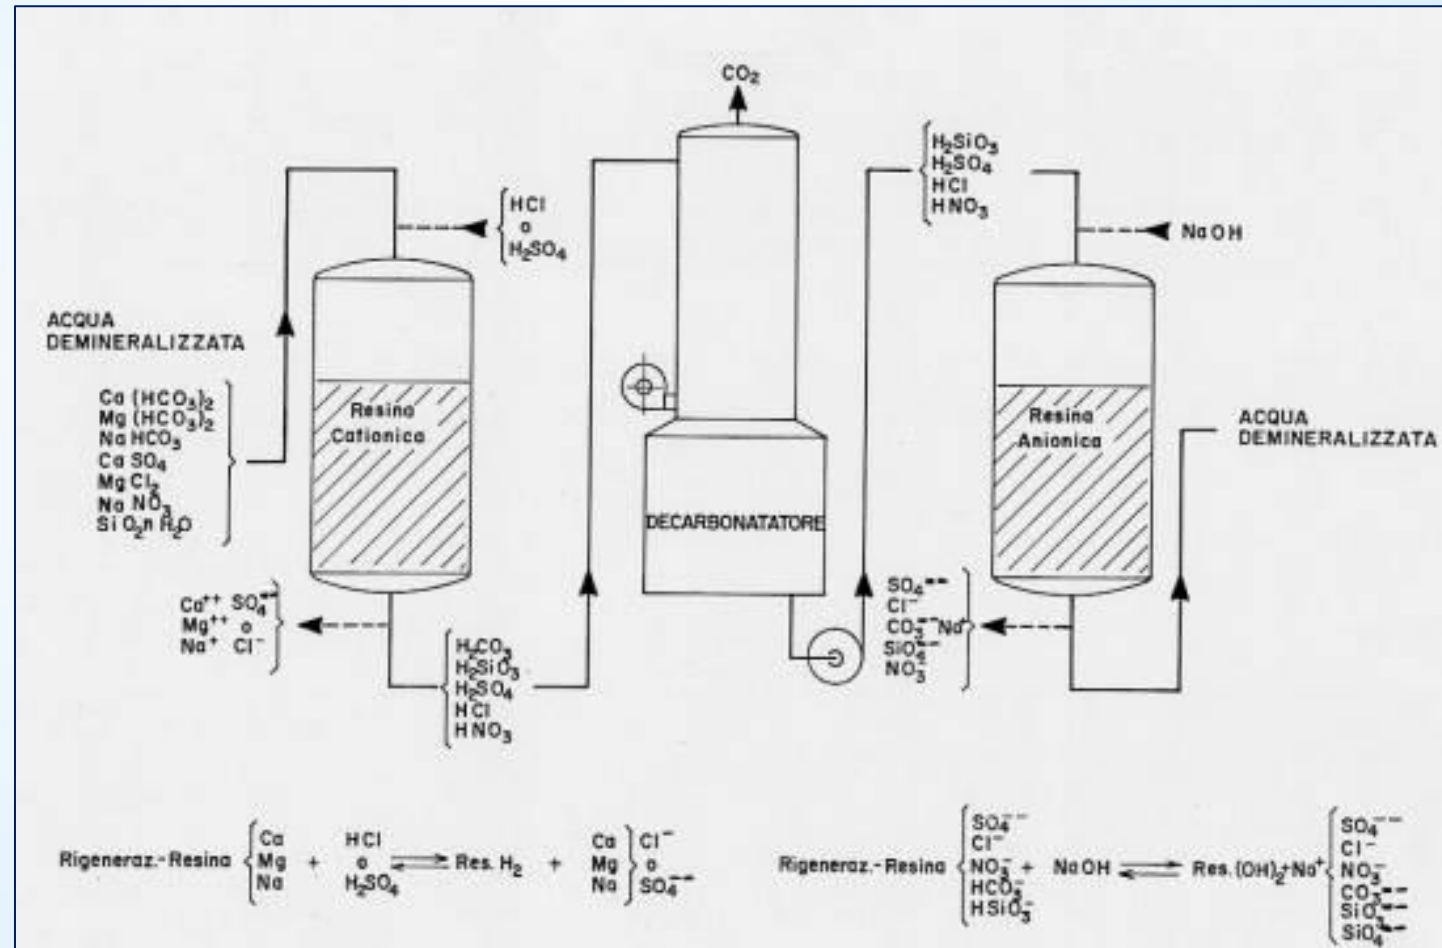 CO₂
HCl
o
H₂SO₄
H₂SiO₃
H₂SO₄
HCl
HNO₃
NaOH
ACQUA
DEMINERALIZZATA
Ca (HCO₃)₂
Mg (HCO₃)₂
Na HCO₃
Ca SO₄
Mg Cl₂
Na NO₃
Si O₂n H₂O
Resina
Cationica
DECARBONATATORE
Resina
Anionica
ACQUA
DEMINERALIZZATA
Ca⁺⁺ SO₄⁻⁻
Mg⁺⁺ o
Na⁺ Cl⁻
H₂CO₃
H₂SiO₃
H₂SO₄
HCl
HNO₃
SO₄⁻⁻
Cl⁻
CO₃⁻⁻Na⁺
SiO₄⁻⁻
NO₃⁻
Rigeneraz.-Resina
Ca
Mg
Na
+
HCl
o
H₂SO₄
⇌ Res. H₂ +
Ca
Mg
Na
Cl⁻
o
SO₄⁻⁻
Rigeneraz.-Resina
SO₄⁻⁻
Cl⁻
NO₃⁻
HCO₃⁻
HSiO₃⁻
+ NaOH ⇌ Res. (OH)₂+Na⁺
SO₄⁻⁻
Cl⁻
NO₃⁻
CO₃⁻⁻
SiO₃⁻⁻
SiO₄⁻⁻